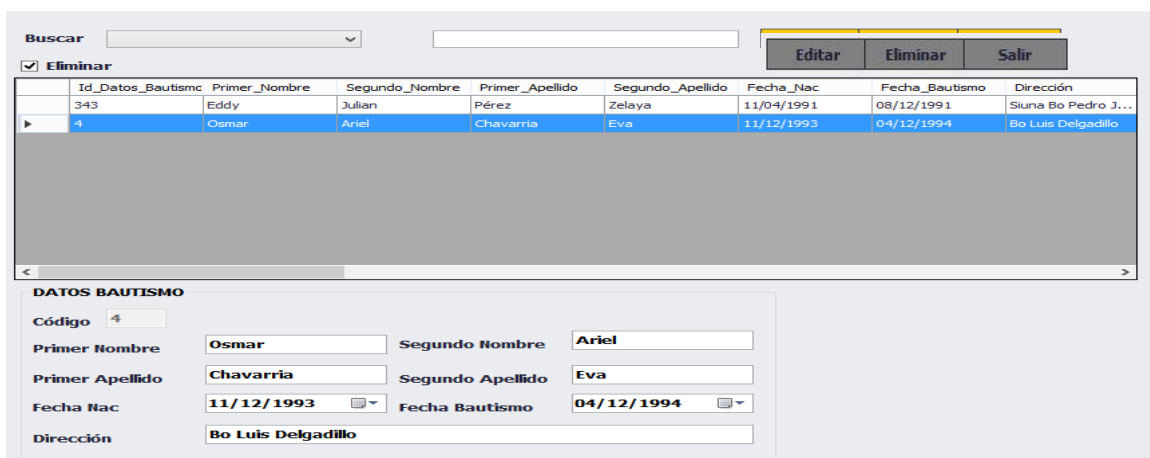 Buscar
Editar Eliminar Salir
Eliminar
Id_Datos_Bautismo Primer_Nombre Segundo_Nombre Primer_Apellido Segundo_Apellido Fecha_Nac Fecha_Bautismo Dirección
343 Eddy Julian Pérez Zelaya 11/04/1991 08/12/1991 Siuna Bo Pedro J...
4 Osmar Ariel Chavarria Eva 11/12/1993 04/12/1994 Bo Luis Delgadillo
DATOS BAUTISMO
Código 4
Primer Nombre Osmar Segundo Nombre Ariel
Primer Apellido Chavarria Segundo Apellido Eva
Fecha Nac 11/12/1993 Fecha Bautismo 04/12/1994
Dirección Bo Luis Delgadillo